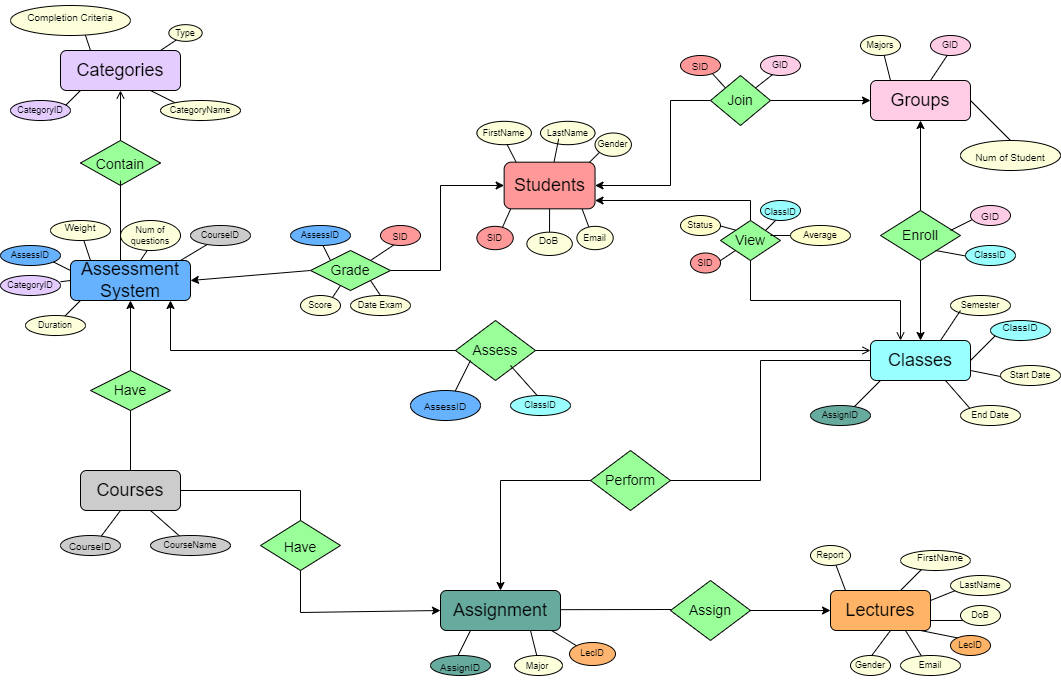 Completion Criteria
Type
Categories
CategoryID
CategoryName
Contain
Weight
Num of
questions
CourseID
AssessID
CategoryID
Assessment
System
Duration
AssessID
SID
Grade
Score
Date Exam
FirstName
LastName
Gender
Students
SID
DoB
Email
SID
GID
Join
Majors
GID
Groups
Num of Student
Status
ClassID
View
Average
SID
GID
Enroll
ClassID
Semester
ClassID
Classes
Start Date
AssignID
End Date
Assess
AssessID
ClassID
Have
Perform
Courses
CourseID
CourseName
Have
Assignment
AssignID
Major
LecID
Assign
Report
FirstName
LastName
Lectures
DoB
LecID
Gender
Email